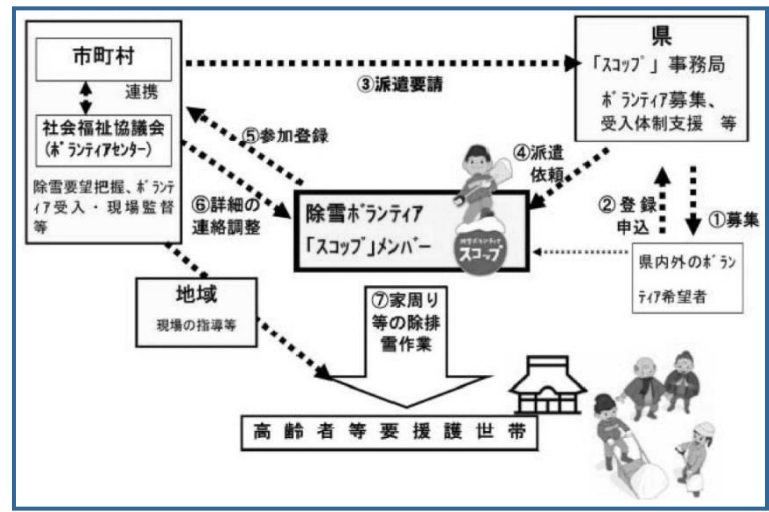 市町村
連携
社会福祉協議会
(ﾎﾞﾗﾝﾃｨｱｾﾝﾀｰ)
除雪要望把握、ﾎﾞﾗﾝﾃ
ｨｱ受入・現場監督
等
③派遣要請
県
「ｽｺｯﾌﾟ」事務局
ﾎﾞﾗﾝﾃｨｱ募集、
受入体制支援 等
⑤参加登録
④派遣
依頼
⑥詳細の
連絡調整
除雪ﾎﾞﾗﾝﾃｨｱ
「ｽｺｯﾌﾟ」ﾒﾝﾊﾞｰ
除雪ボランティア
スコップ
②登録
申込
①募集
県内外のﾎﾞﾗﾝ
ﾃｨｱ希望者
地域
現場の指導等
⑦家周り
等の除排
雪作業
高齢者等要援護世帯